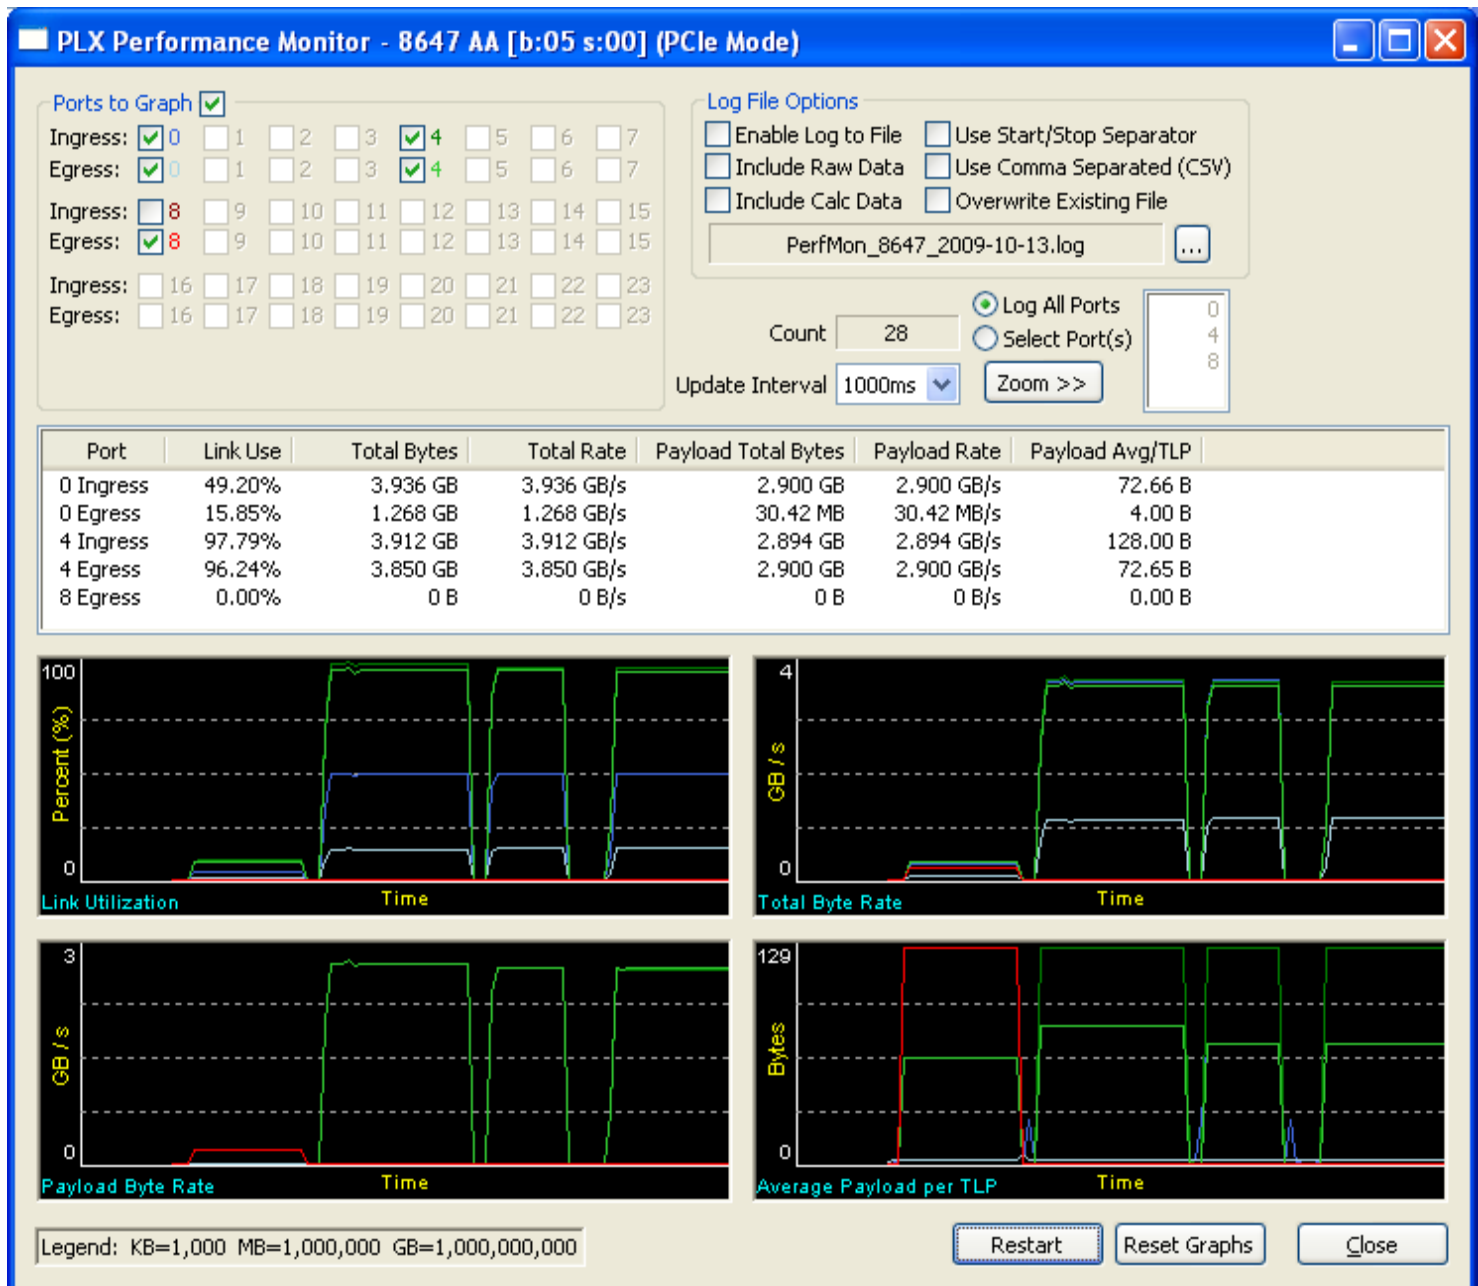 PLX Performance Monitor - 8647 AA [b:05 s:00] (PCIe Mode)
Ports to Graph
Ingress: 0 1 2 3 4 5 6 7
Egress: 0 1 2 3 4 5 6 7
Ingress: 8 9 10 11 12 13 14 15
Egress: 8 9 10 11 12 13 14 15
Ingress: 16 17 18 19 20 21 22 23
Egress: 16 17 18 19 20 21 22 23
Log File Options
Enable Log to File Use Start/Stop Separator
Include Raw Data Use Comma Separated (CSV)
Include Calc Data Overwrite Existing File
PerfMon_8647_2009-10-13.log ...
Count 28
Log All Ports
Select Port(s)
0
4
8
Update Interval 1000ms Zoom >>
Port Link Use Total Bytes Total Rate Payload Total Bytes Payload Rate Payload Avg/TLP
0 Ingress 49.20% 3.936 GB 3.936 GB/s 2.900 GB 2.900 GB/s 72.66 B
0 Egress 15.85% 1.268 GB 1.268 GB/s 30.42 MB 30.42 MB/s 4.00 B
4 Ingress 97.79% 3.912 GB 3.912 GB/s 2.894 GB 2.894 GB/s 128.00 B
4 Egress 96.24% 3.850 GB 3.850 GB/s 2.900 GB 2.900 GB/s 72.65 B
8 Egress 0.00% 0 B 0 B/s 0 B 0 B/s 0.00 B
100
Percent (%)
0
Time
Link Utilization
4
GB / s
0
Time
Total Byte Rate
3
GB / s
0
Time
Payload Byte Rate
129
Bytes
0
Time
Average Payload per TLP
Legend: KB=1,000 MB=1,000,000 GB=1,000,000,000
Restart Reset Graphs Close